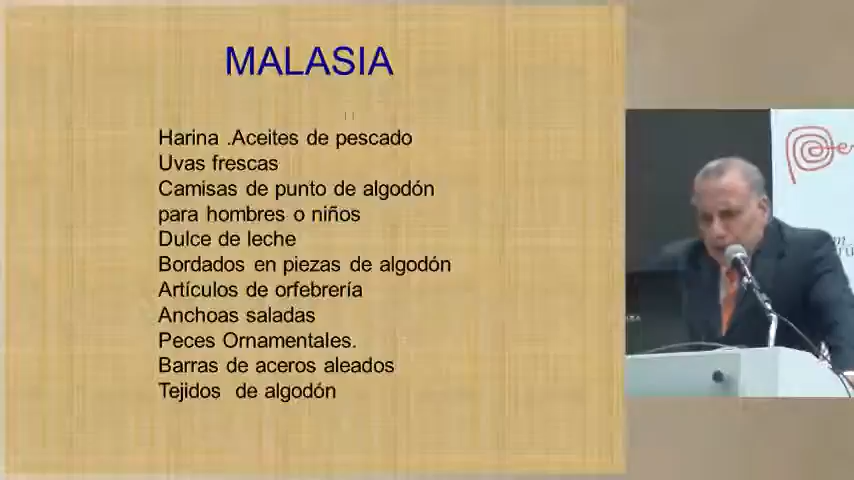 MALASIA
Harina .Aceites de pescado
Uvas frescas
Camisas de punto de algodón
para hombres o niños
Dulce de leche
Bordados en piezas de algodón
Artículos de orfebrería
Anchoas saladas
Peces Ornamentales.
Barras de aceros aleados
Tejidos de algodón